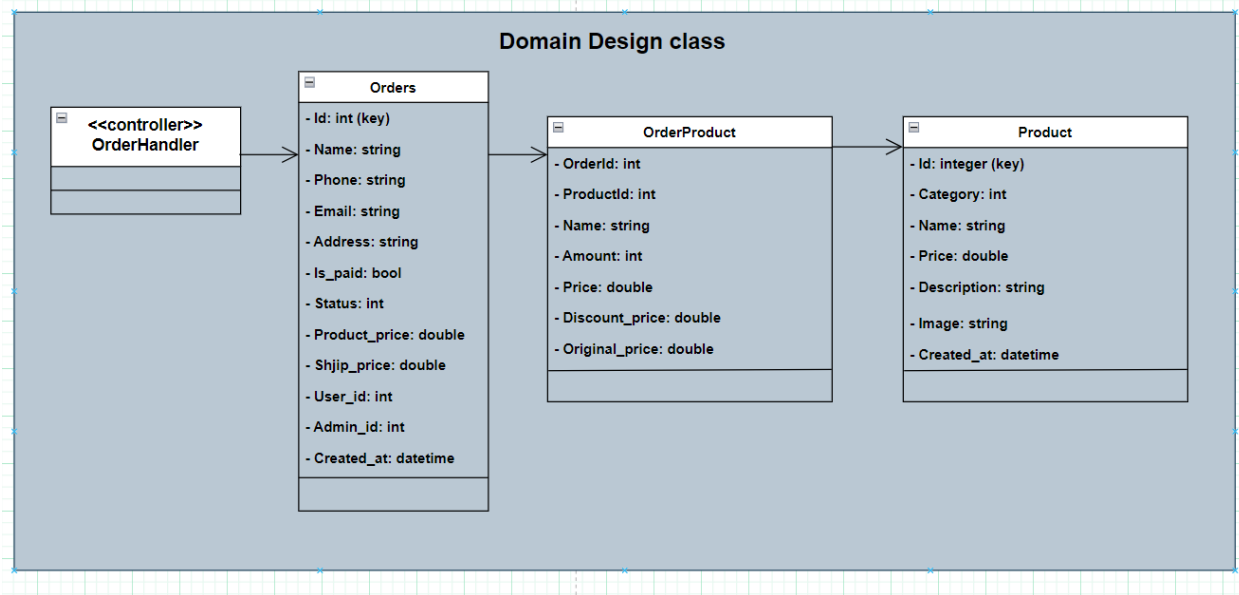 Domain Design class
<<controller>>
OrderHandler
Orders
- Id: int (key)
- Name: string
- Phone: string
- Email: string
- Address: string
- Is_paid: bool
- Status: int
- Product_price: double
- Shjip_price: double
- User_id: int
- Admin_id: int
- Created_at: datetime
OrderProduct
- OrderId: int
- ProductId: int
- Name: string
- Amount: int
- Price: double
- Discount_price: double
- Original_price: double
Product
- Id: integer (key)
- Category: int
- Name: string
- Price: double
- Description: string
- Image: string
- Created_at: datetime